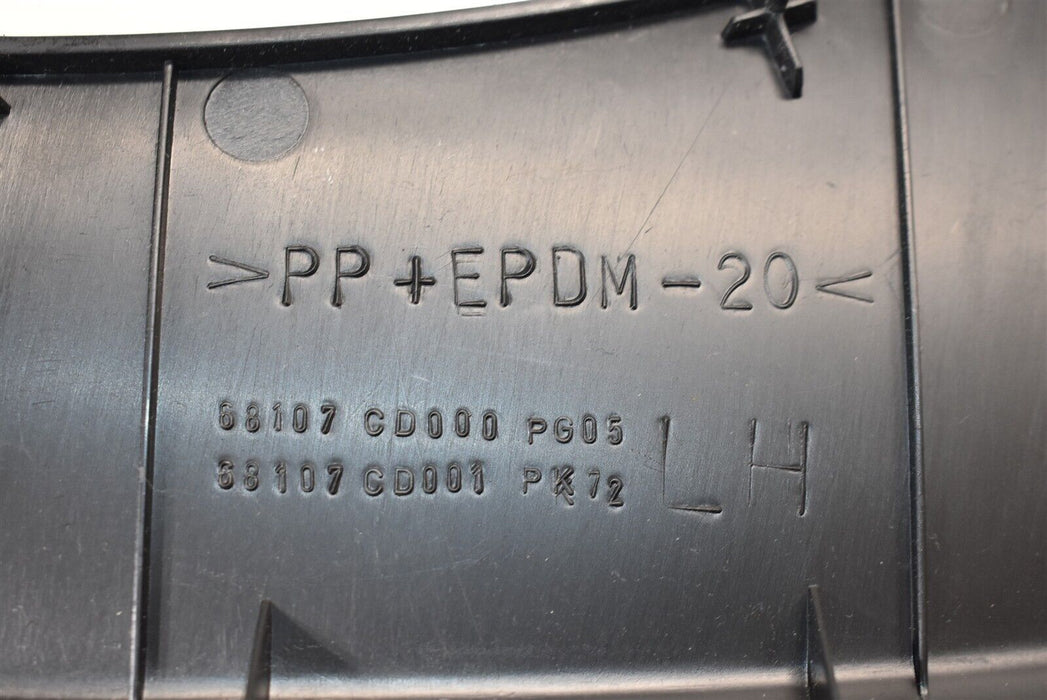 >PP+EPDM-20<
68107 CD000 PG05
68107 CD001 PK72
LH